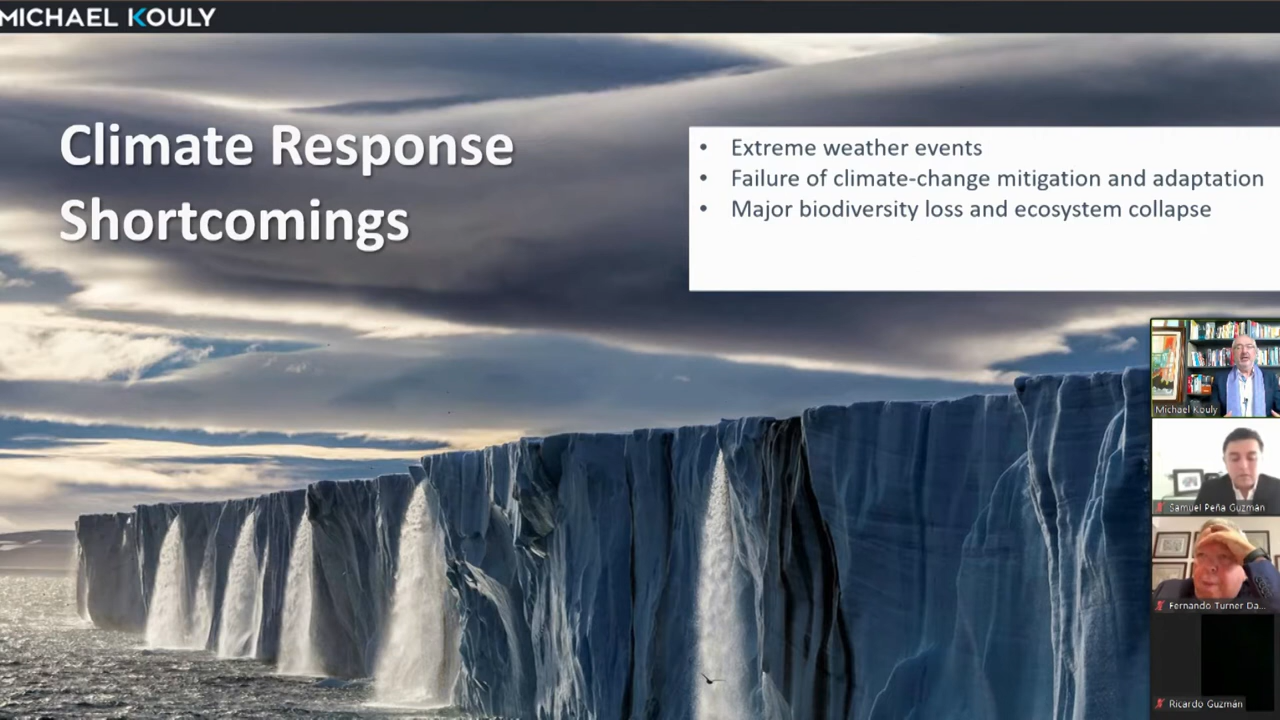 MICHAEL KOULY
Climate Response
Shortcomings
• Extreme weather events
• Failure of climate-change mitigation and adaptation
• Major biodiversity loss and ecosystem collapse
Michael Kouly
Samuel Peña Guzmán
Fernando Turner Da...
Ricardo Guzmán